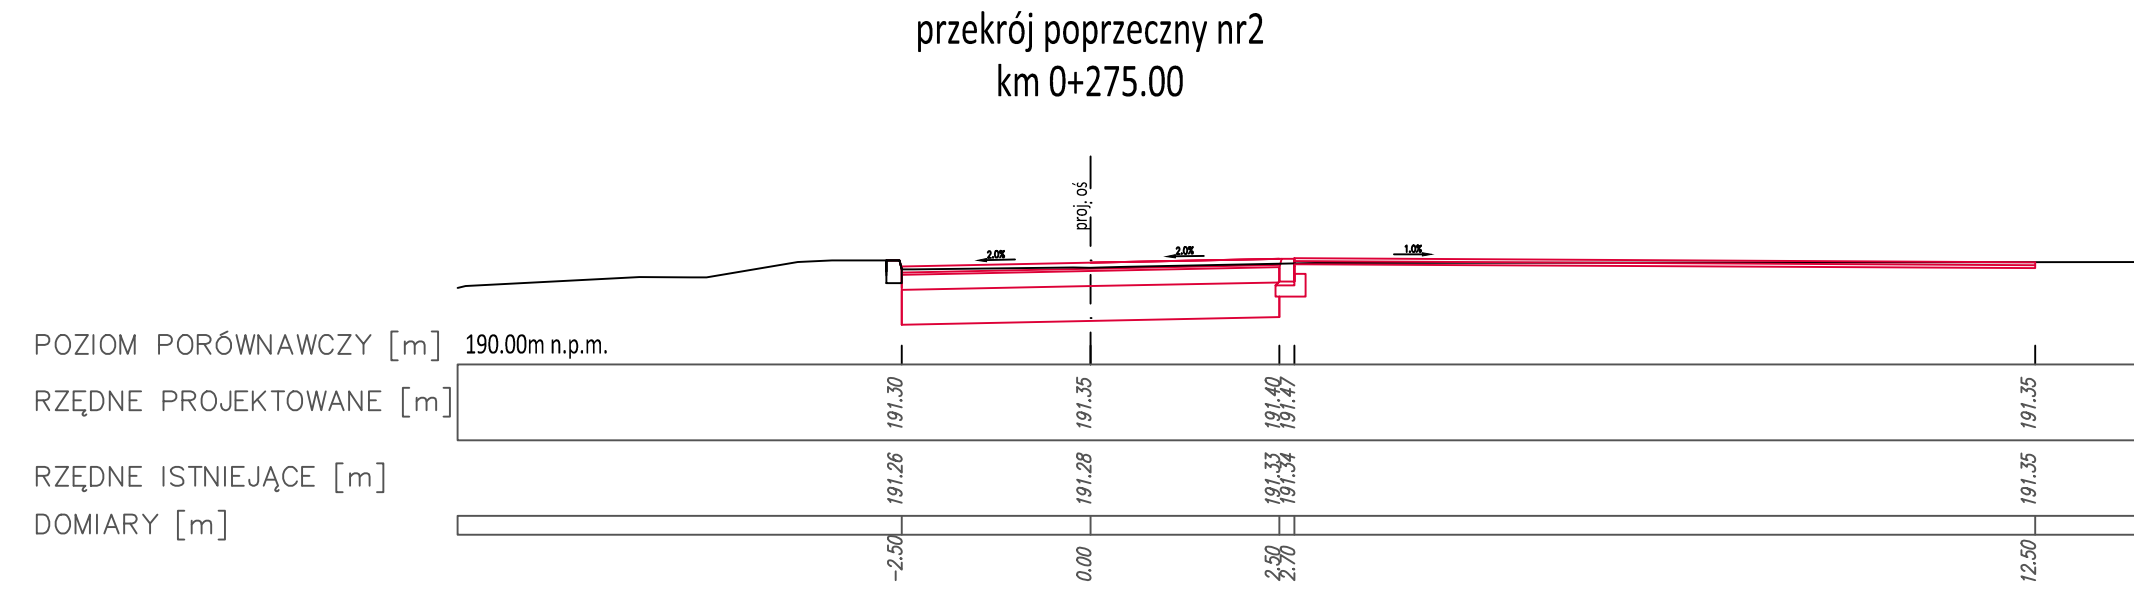 przekrój poprzeczny nr2
km 0+275.00
proj. oś
2.0% 2.0% 1.0%
POZIOM PORÓWNAWCZY [m] 190.00m n.p.m.
RZĘDNE PROJEKTOWANE [m] 191.30 191.35 191.40 191.47 191.35
RZĘDNE ISTNIEJĄCE [m] 191.26 191.28 191.33 191.34 191.35
DOMIARY [m] -2.50 0.00 2.50 2.70 12.50